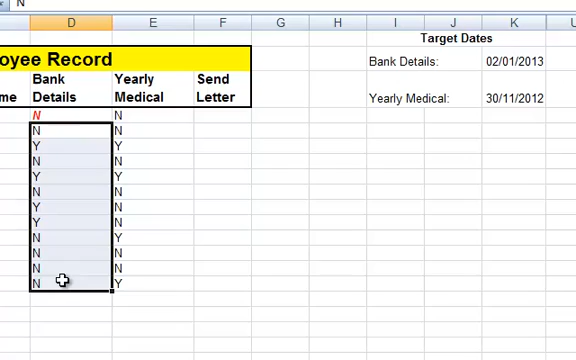 N
D E F G H I J K
Target Dates
oyee Record
Bank Details: 02/01/2013
Bank Yearly Send
me Details Medical Letter
Yearly Medical: 30/11/2012
N N
N N
Y Y
N N
Y Y
N N
Y N
Y N
N Y
N N
N N
N Y